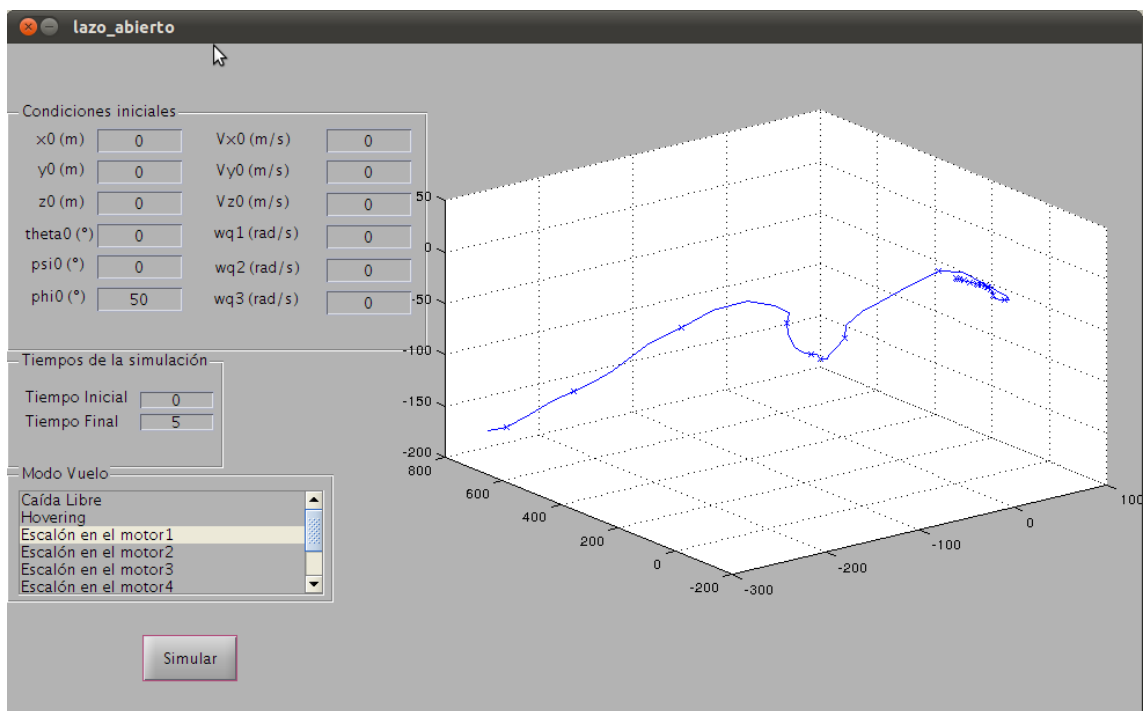 lazo_abierto
Condiciones iniciales
x0 (m) 0 Vx0 (m/s) 0
y0 (m) 0 Vy0 (m/s) 0
z0 (m) 0 Vz0 (m/s) 0
theta0 (°) 0 wq1 (rad/s) 0
psi0 (°) 0 wq2 (rad/s) 0
phi0 (°) 50 wq3 (rad/s) 0
Tiempos de la simulación
Tiempo Inicial 0
Tiempo Final 5
Modo Vuelo
Caída Libre
Hovering
Escalón en el motor1
Escalón en el motor2
Escalón en el motor3
Escalón en el motor4
Simular
50
0
-50
-100
-150
-200
800
600
400
200
0
-200
-300
-200
-100
0
100